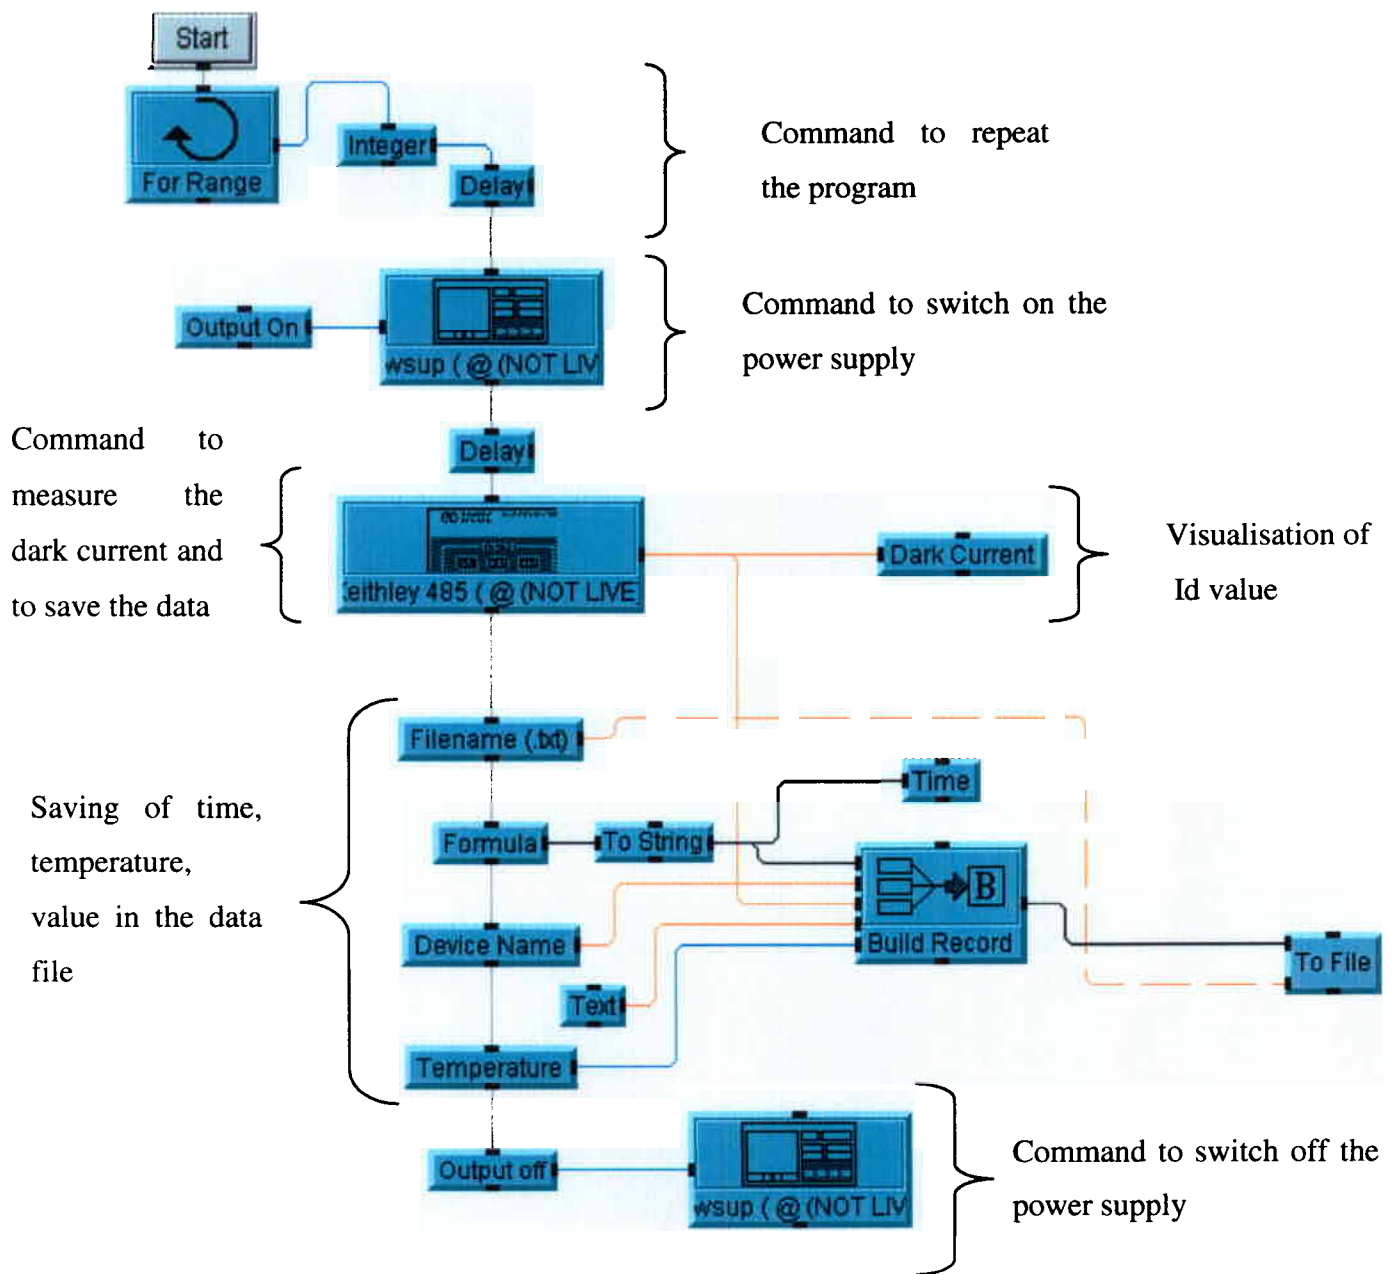 Start
For Range
Integer
Delay
Command to repeat
the program
Output On
wsup ( @ (NOT LIV
Command to switch on the
power supply
Delay
Command to
measure the
dark current and
to save the data
eithley 485 ( @ (NOT LIVE
Dark Current
Visualisation of
Id value
Filename (.txt)
Time
Saving of time,
temperature,
value in the data
file
Formula
To String
B
Build Record
Device Name
To File
Text
Temperature
Output off
wsup ( @ (NOT LIV
Command to switch off the
power supply